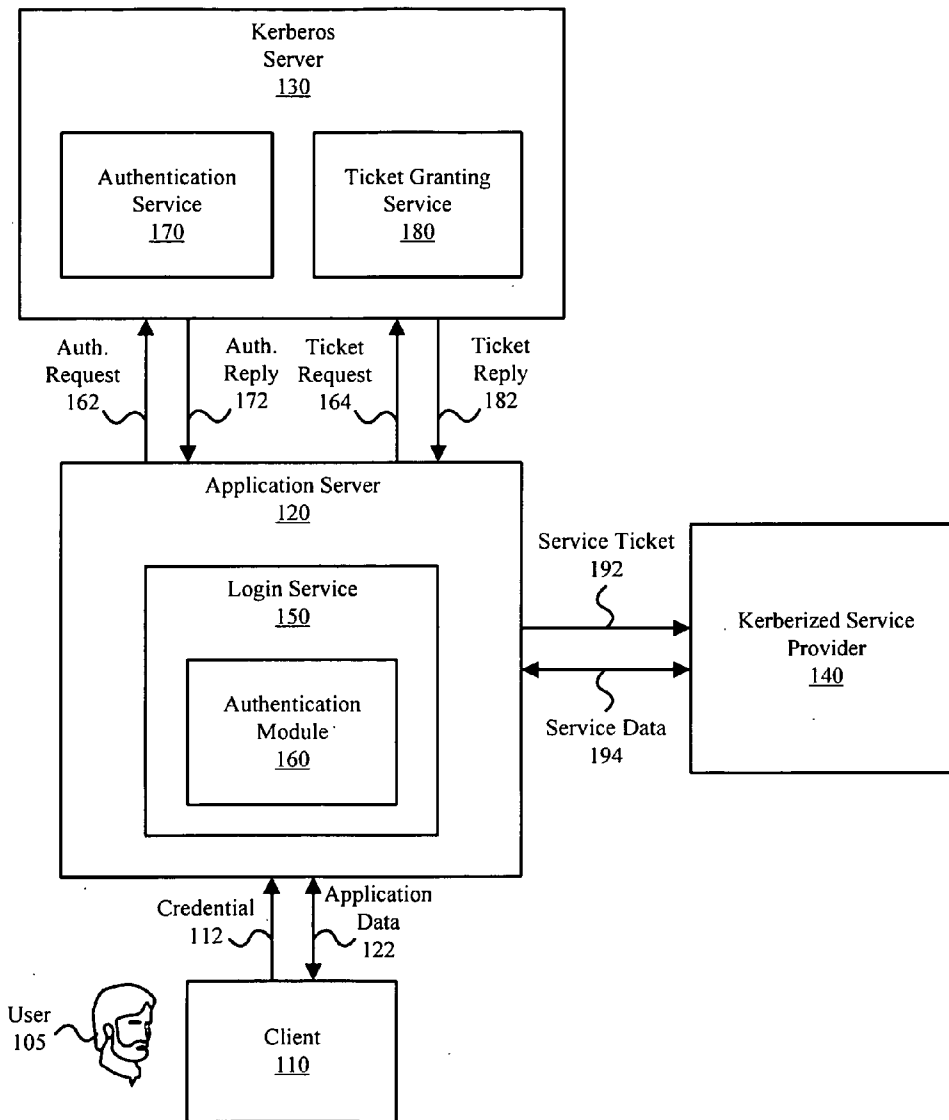 Kerberos
Server
130
Authentication
Service
170
Ticket Granting
Service
180
Auth.
Request
162
Auth.
Reply
172
Ticket
Request
164
Ticket
Reply
182
Application Server
120
Login Service
150
Authentication
Module
160
Service Ticket
192
Service Data
194
Kerberized Service
Provider
140
Credential
112
Application
Data
122
User
105
Client
110